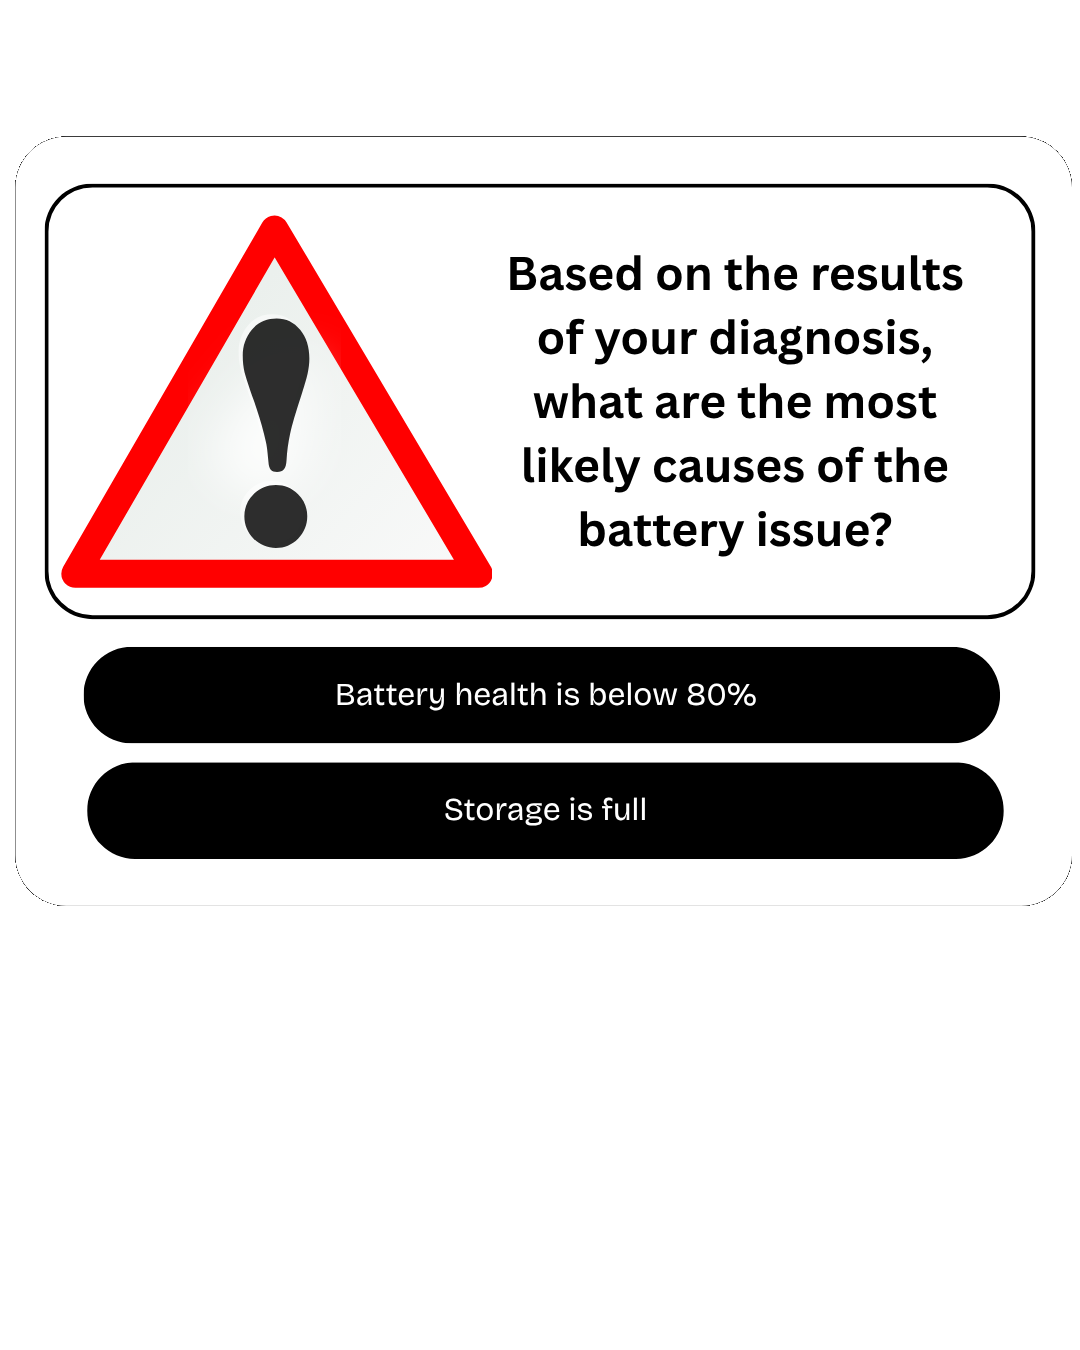 Based on the results
of your diagnosis,
what are the most
likely causes of the
battery issue?
Battery health is below 80%
Storage is full